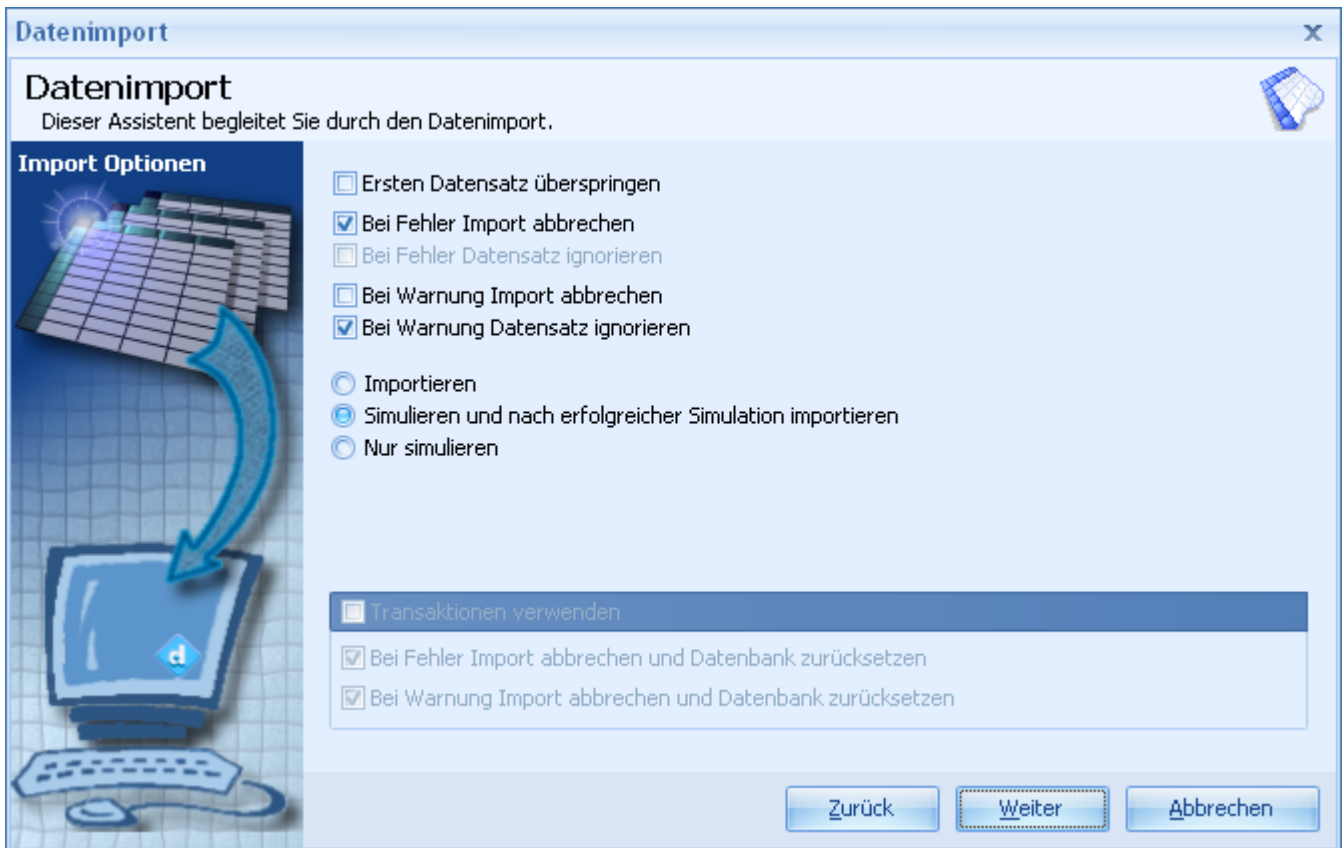 Datenimport
Datenimport
Dieser Assistent begleitet Sie durch den Datenimport.
Import Optionen
Ersten Datensatz überspringen
Bei Fehler Import abbrechen
Bei Fehler Datensatz ignorieren
Bei Warnung Import abbrechen
Bei Warnung Datensatz ignorieren
Importieren
Simulieren und nach erfolgreicher Simulation importieren
Nur simulieren
Transaktionen verwenden
Bei Fehler Import abbrechen und Datenbank zurücksetzen
Bei Warnung Import abbrechen und Datenbank zurücksetzen
d
Zurück Weiter Abbrechen